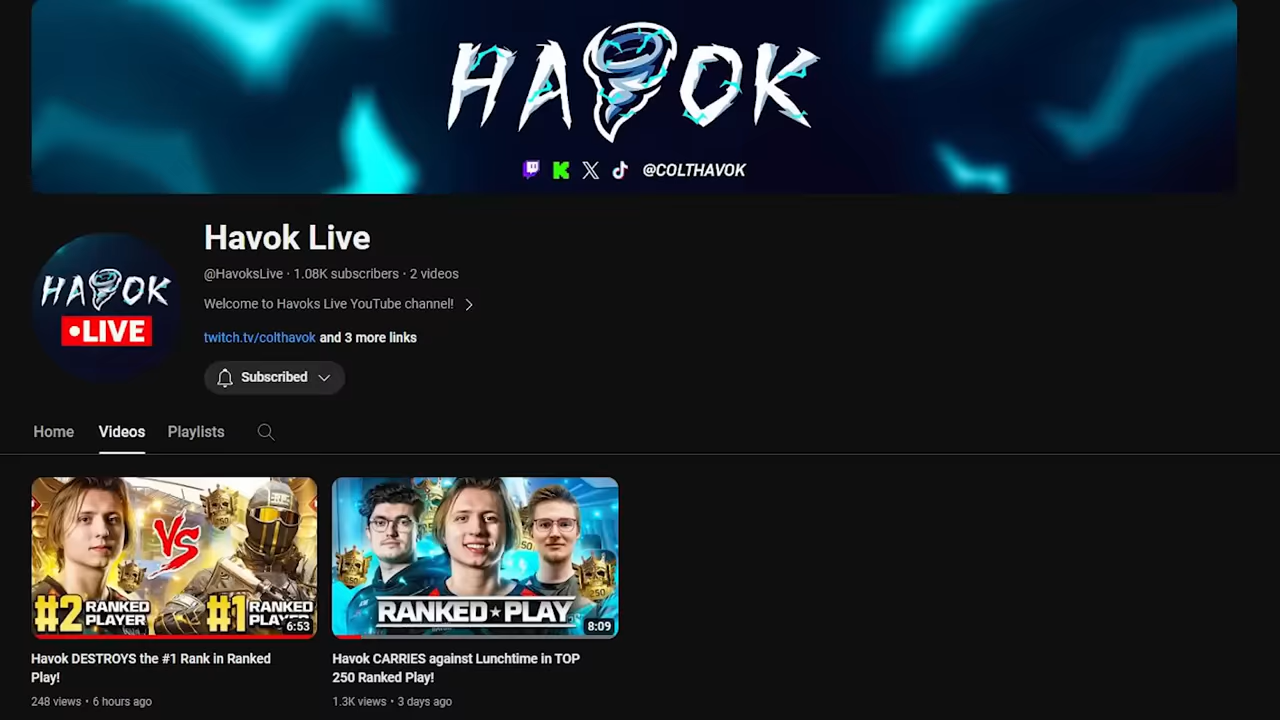 HAVOK
@COLTHAVOK
HAVOK
LIVE
Havok Live
@HavoksLive · 1.08K subscribers · 2 videos
Welcome to Havoks Live YouTube channel!
twitch.tv/colthavok and 3 more links
Subscribed
Home Videos Playlists
VS
#2 RANKED PLAYER
#1 RANKED PLAYER
6:53
RANKED★PLAY
250
8:09
Havok DESTROYS the #1 Rank in Ranked
Play!
248 views • 6 hours ago
Havok CARRIES against Lunchtime in TOP
250 Ranked Play!
1.3K views • 3 days ago